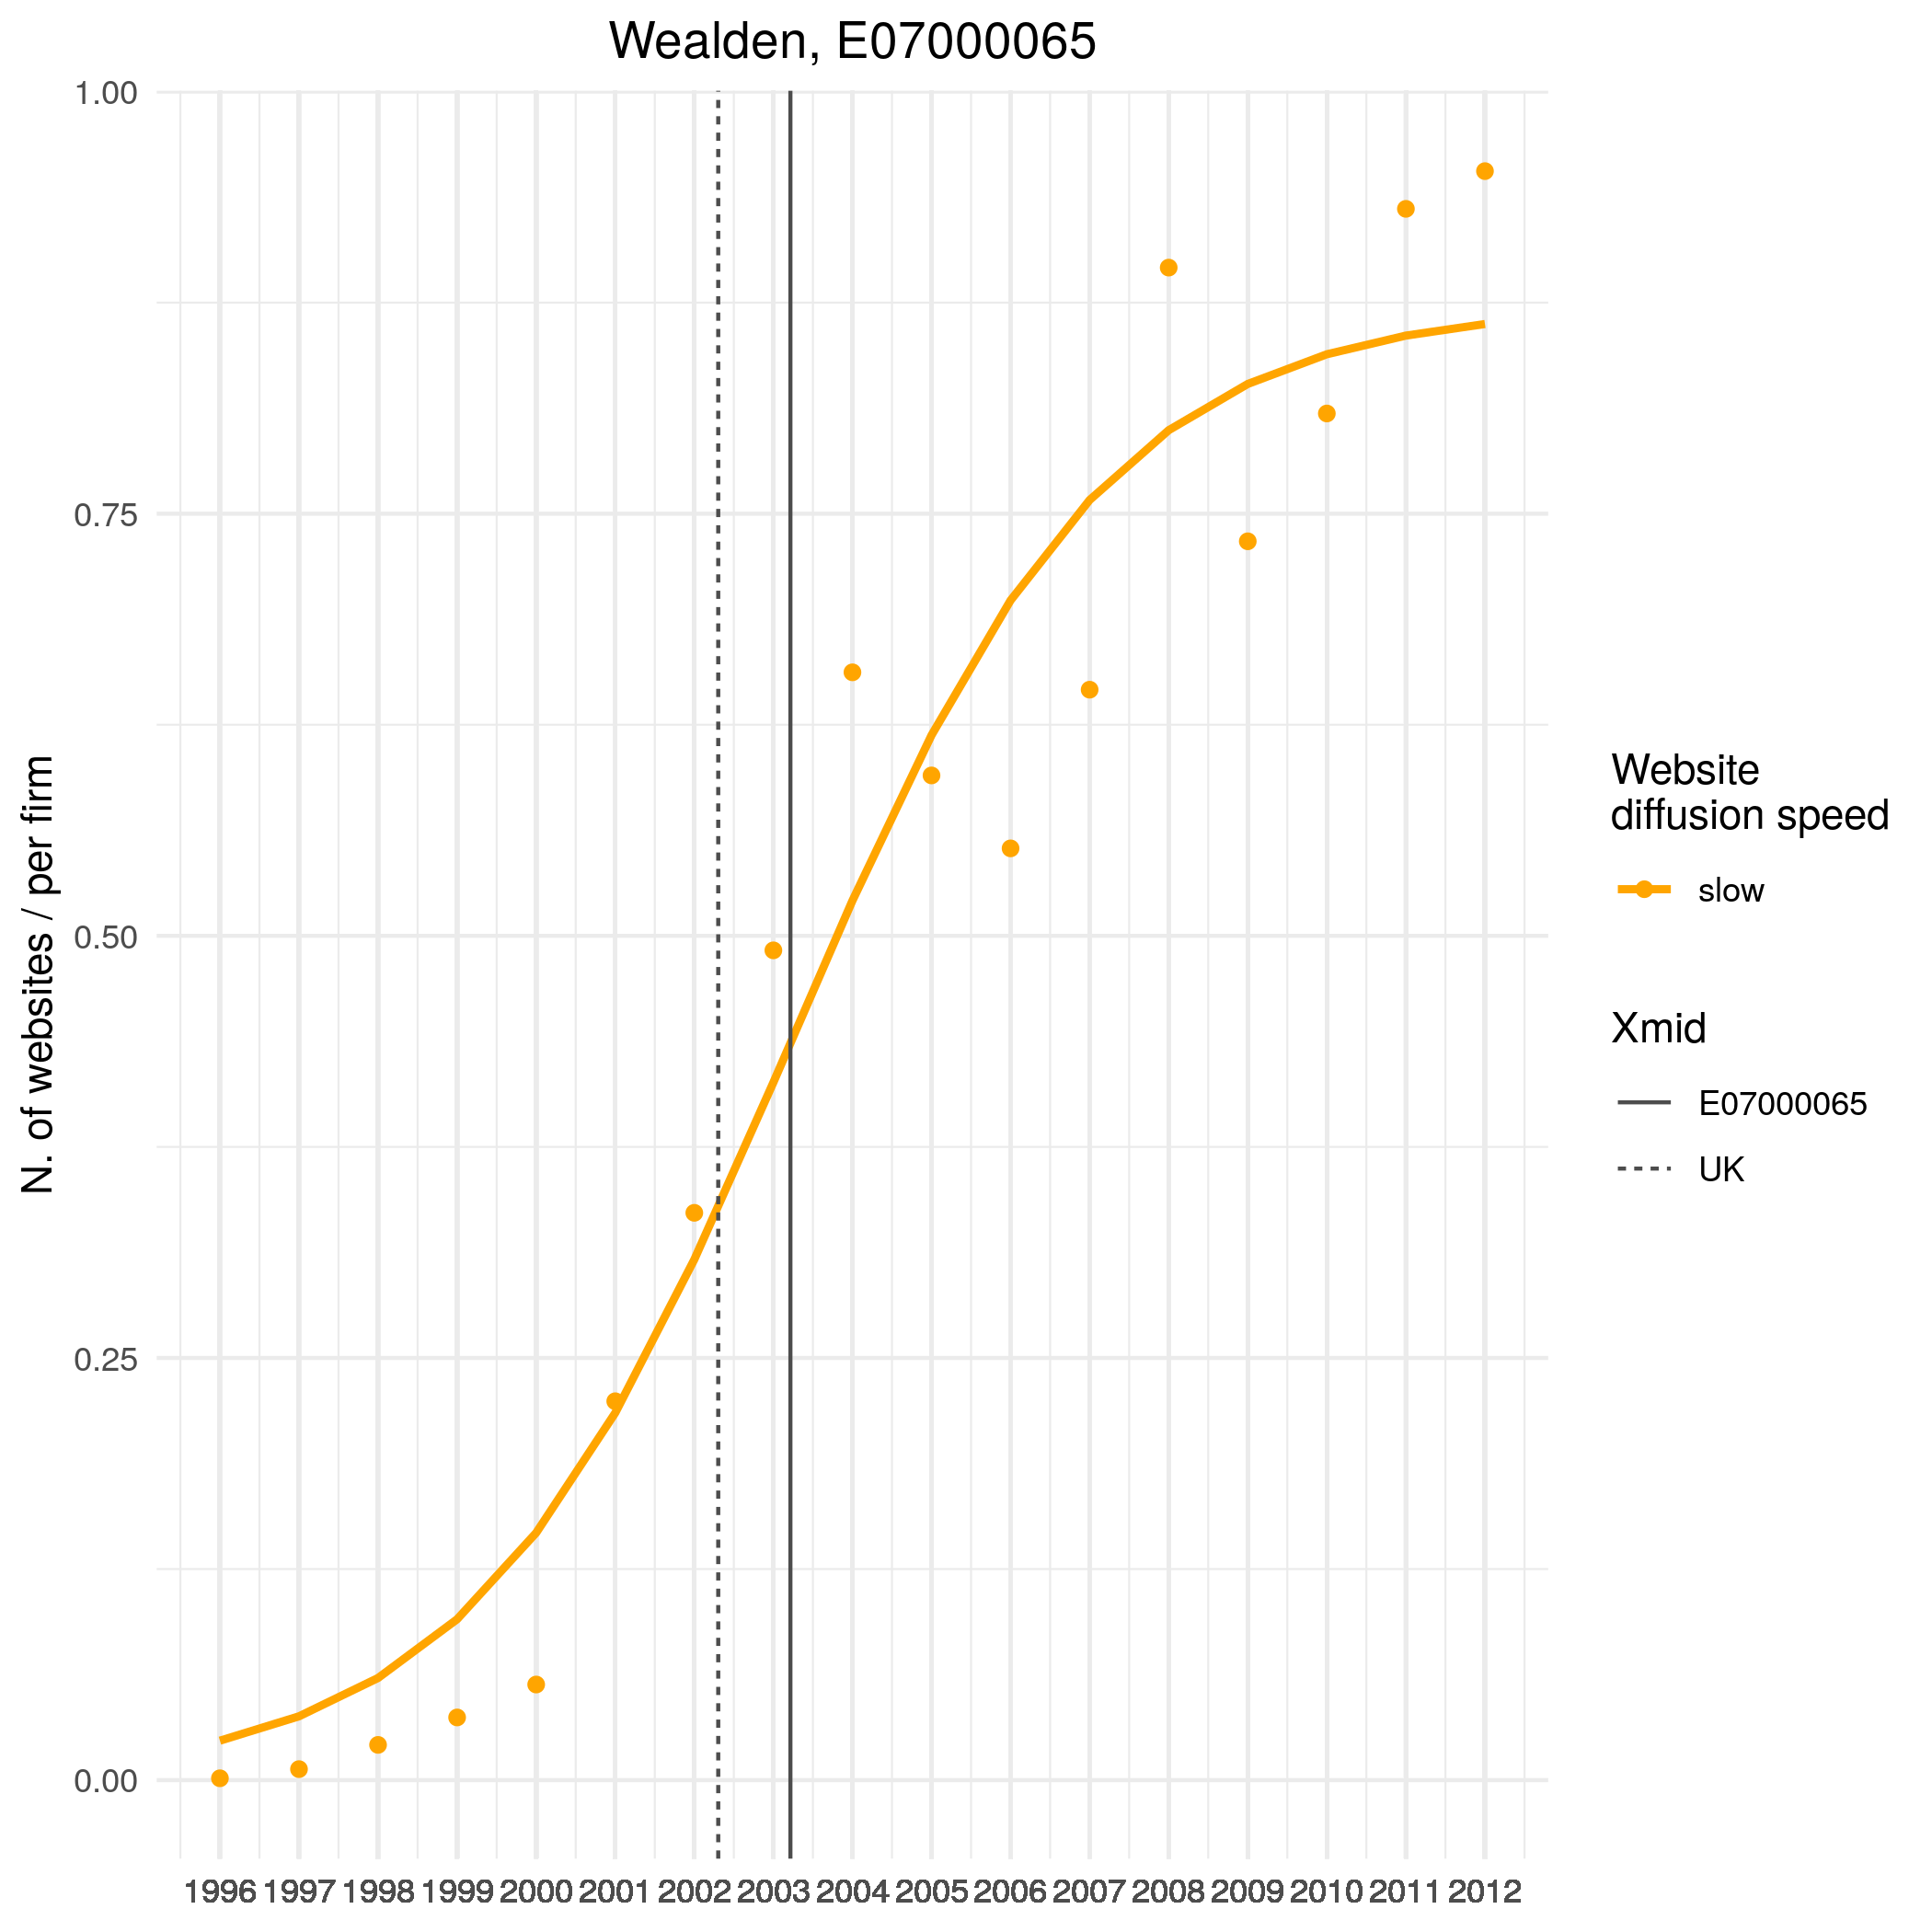 Wealden, E07000065
1.00
0.75
0.50
0.25
0.00
N. of websites / per firm
1996 1997 1998 1999 2000 2001 2002 2003 2004 2005 2006 2007 2008 2009 2010 2011 2012
Website
diffusion speed
slow
Xmid
E07000065
UK